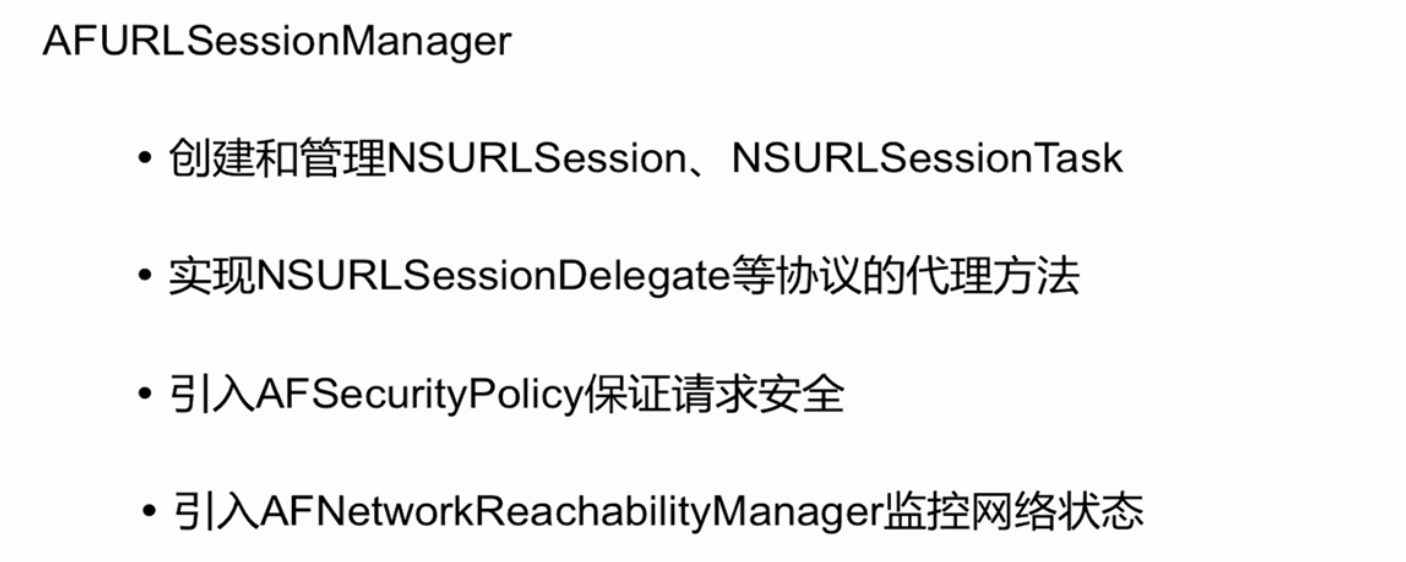 AFURLSessionManager
• 创建和管理NSURLSession、NSURLSessionTask
• 实现NSURLSessionDelegate等协议的代理方法
• 引入AFSecurityPolicy保证请求安全
• 引入AFNetworkReachabilityManager监控网络状态